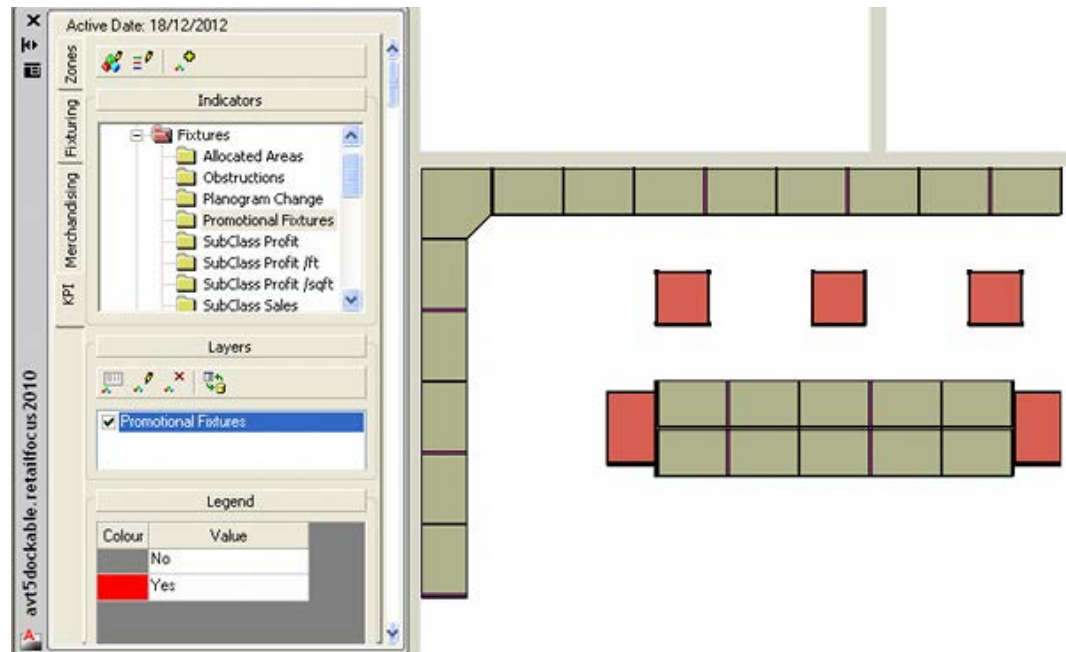 Active Date: 18/12/2012
Zones
Fixturing
Merchandising
KPI
Indicators
Fixtures
Allocated Areas
Obstructions
Planogram Change
Promotional Fixtures
SubClass Profit
SubClass Profit /ft
SubClass Profit /sqft
SubClass Sales
Layers
Promotional Fixtures
Legend
Colour Value
No
Yes
avt5dockable.retailfocus2010